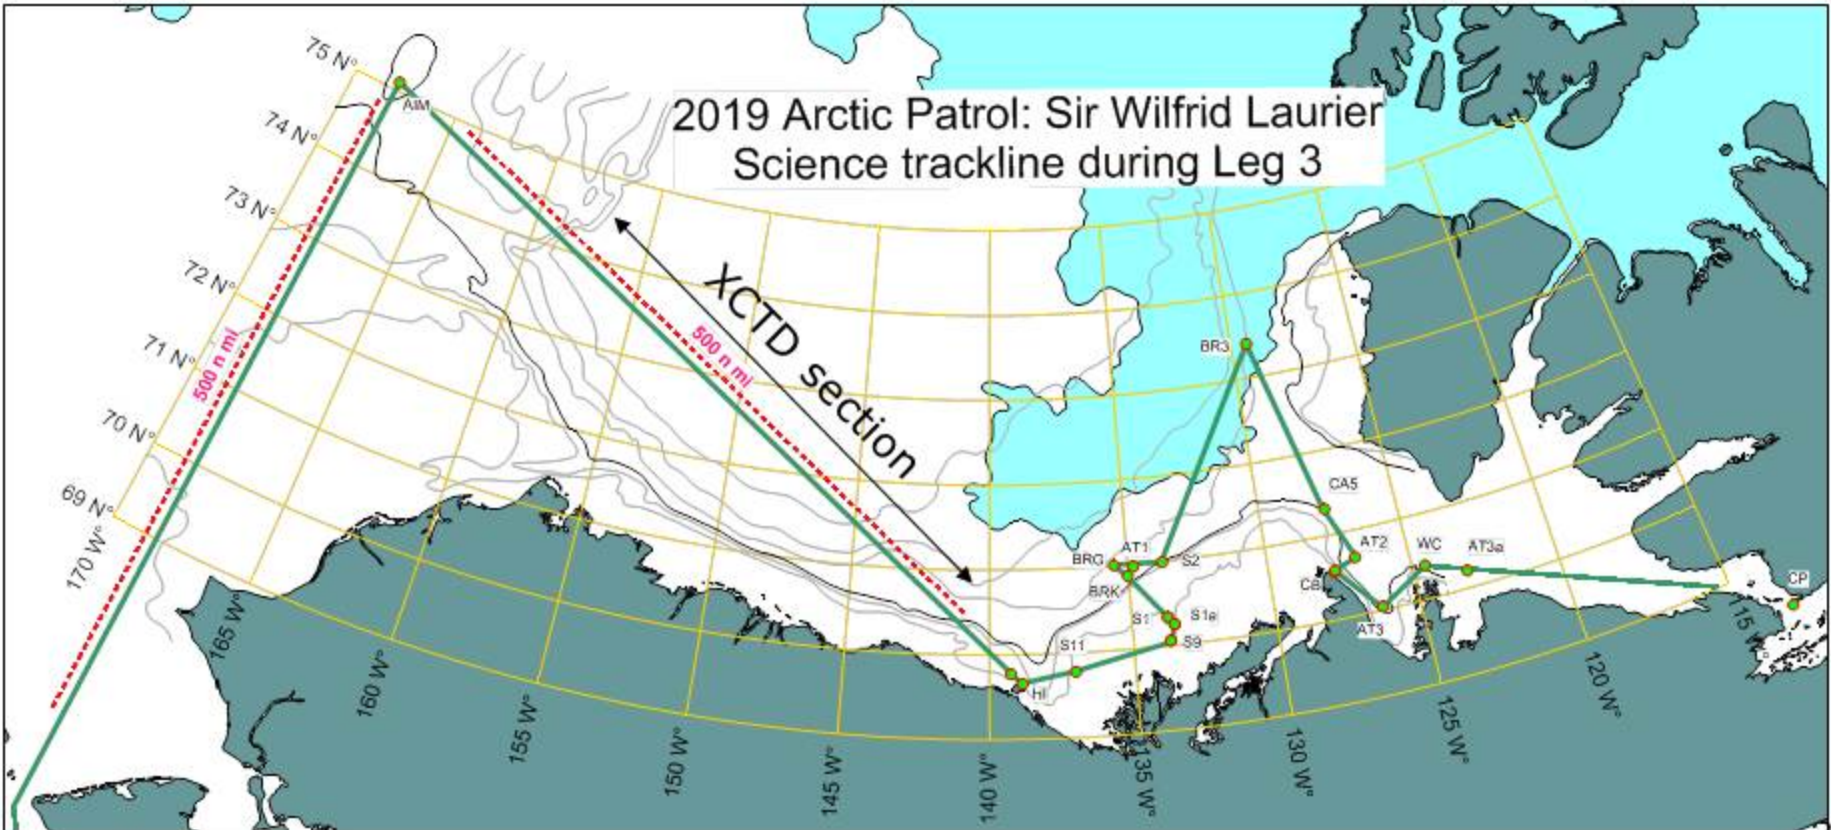 2019 Arctic Patrol: Sir Wilfrid Laurier
Science trackline during Leg 3
75 N°
74 N°
73 N°
72 N°
71 N°
70 N°
69 N°
170 W°
165 W°
160 W°
155 W°
150 W°
145 W°
140 W°
135 W°
130 W°
125 W°
120 W°
115 W°
AIM
500 n mi
500 n mi
XCTD section
BR3
CA5
AT2
WC
AT3a
CP
BRG
AT1
S2
BRK
CB
S1
S1a
AT3
S9
S11
HI